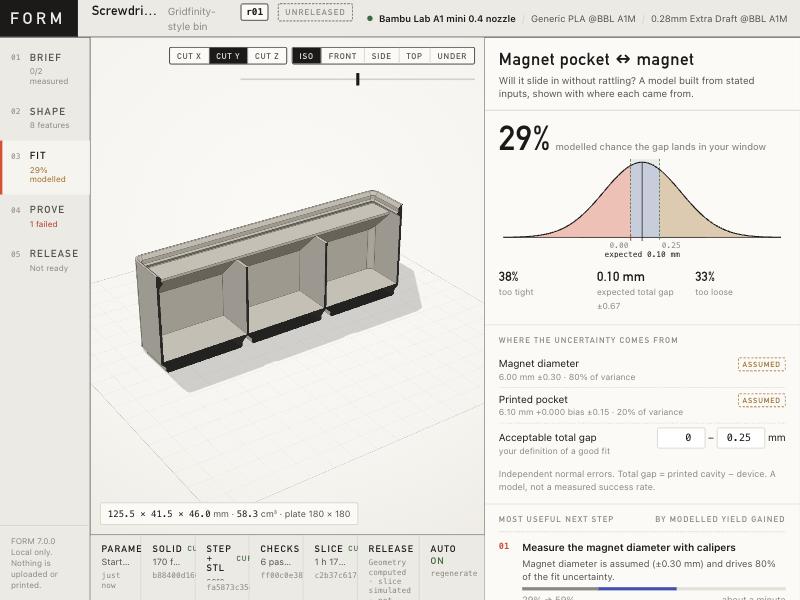 FORM
Screwdri...
Gridfinity-
style bin
r01
UNRELEASED
Bambu Lab A1 mini 0.4 nozzle / Generic PLA @BBL A1M / 0.28mm Extra Draft @BBL A1M
01 BRIEF
0/2
measured
02 SHAPE
8 features
03 FIT
29%
modelled
04 PROVE
1 failed
05 RELEASE
Not ready
FORM 7.0.0
Local only.
Nothing is
uploaded or
printed.
CUT X CUT Y CUT Z ISO FRONT SIDE TOP UNDER
125.5 × 41.5 × 46.0 mm · 58.3 cm³ · plate 180 × 180
PARAME
Start...
just
now
SOLID CU
170 f...
b88400d16
STEP
+
STL
CUR
fa5873c35
CHECKS
6 pas...
ff00c0e38
SLICE CU
1 h 17...
c2b37c617
RELEASE
Geometry
computed
· slice
simulated
AUTO
ON
regenerate
Magnet pocket ↔ magnet
Will it slide in without rattling? A model built from stated
inputs, shown with where each came from.
29% modelled chance the gap lands in your window
0.00 0.25
expected 0.10 mm
38%
too tight
0.10 mm
expected total gap
±0.67
33%
too loose
WHERE THE UNCERTAINTY COMES FROM
Magnet diameter ASSUMED
6.00 mm ±0.30 · 80% of variance
Printed pocket ASSUMED
6.10 mm +0.000 bias ±0.15 · 20% of variance
Acceptable total gap 0 – 0.25 mm
your definition of a good fit
Independent normal errors. Total gap = printed cavity − device. A
model, not a measured success rate.
MOST USEFUL NEXT STEP BY MODELLED YIELD GAINED
01 Measure the magnet diameter with calipers
Magnet diameter is assumed (±0.30 mm) and drives 80%
of the fit uncertainty.
29% → 59% about a minute